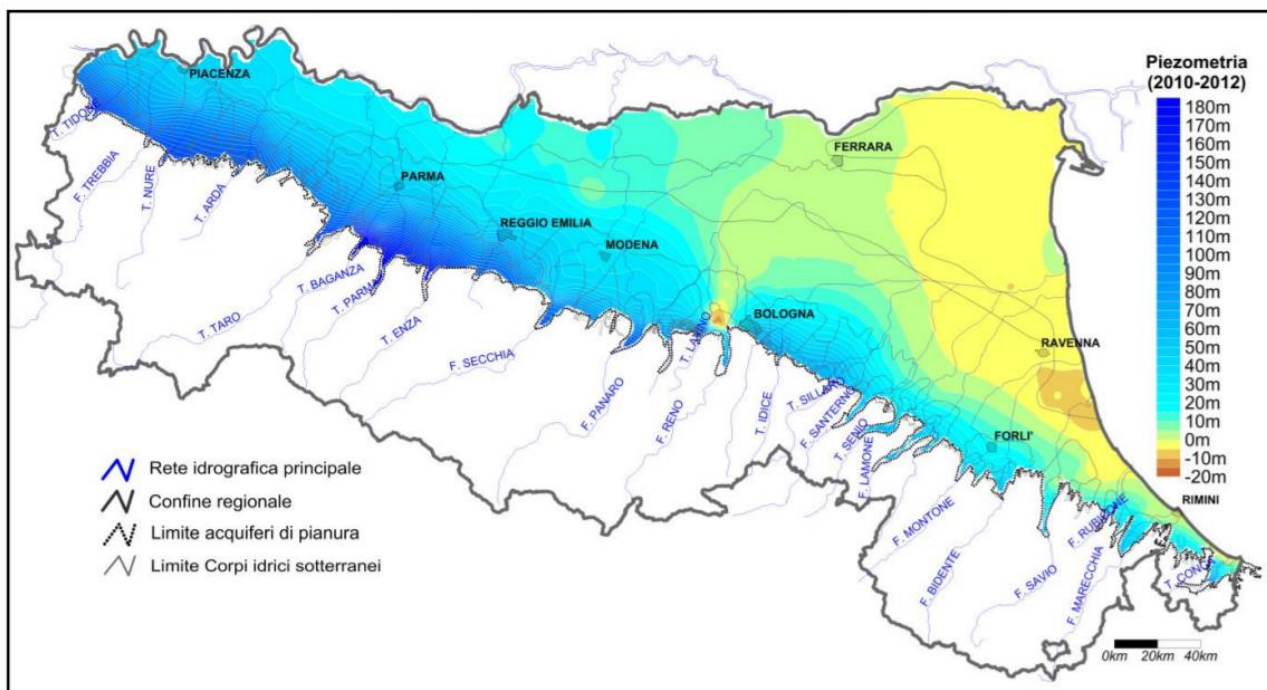 Piezometria
(2010-2012)
180m
170m
160m
150m
140m
130m
120m
110m
100m
90m
80m
70m
60m
50m
40m
30m
20m
10m
0m
-10m
-20m
PIACENZA
T. TIDONE
F. TREBBIA
T. NURE
T. ARDA
PARMA
REGGIO EMILIA
MODENA
FERRARA
BOLOGNA
RAVENNA
FORLI'
RIMINI
T. TARO
T. BAGANZA
T. PARMA
T. ENZA
F. SECCHIA
F. PANARO
F. RENO
T. LAVINO
T. IDICE
T. SILLARO
F. SANTERNO
T. SENIO
F. LAMONE
F. MONTONE
F. BIDENTE
F. SAVIO
F. RUBICONE
F. MARECCHIA
T. CONCA
Rete idrografica principale
Confine regionale
Limite acquiferi di pianura
Limite Corpi idrici sotterranei
0km 20km 40km